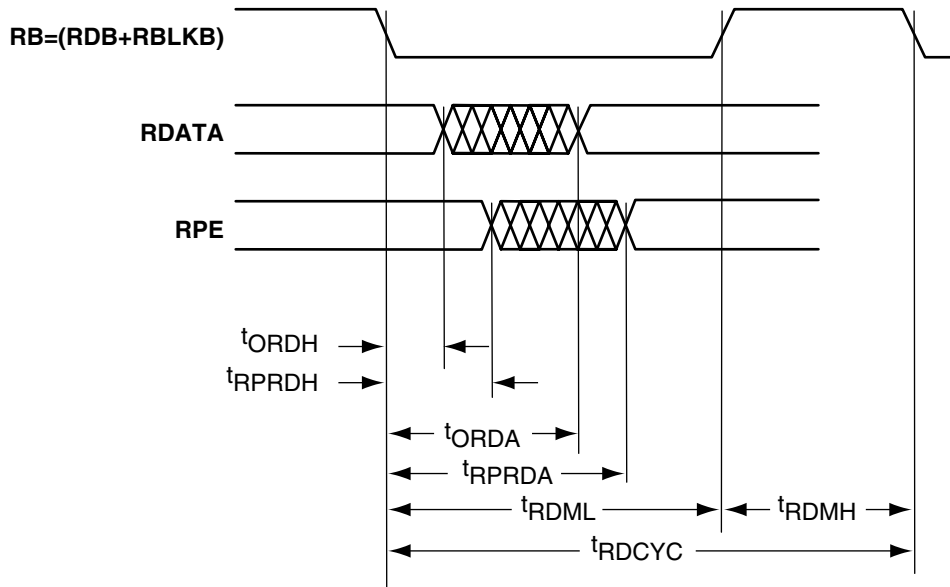 RB=(RDB+RBLKB)
RDATA
RPE
tORDH
tRPRDH
tORDA
tRPRDA
tRDML
tRDMH
tRDCYC